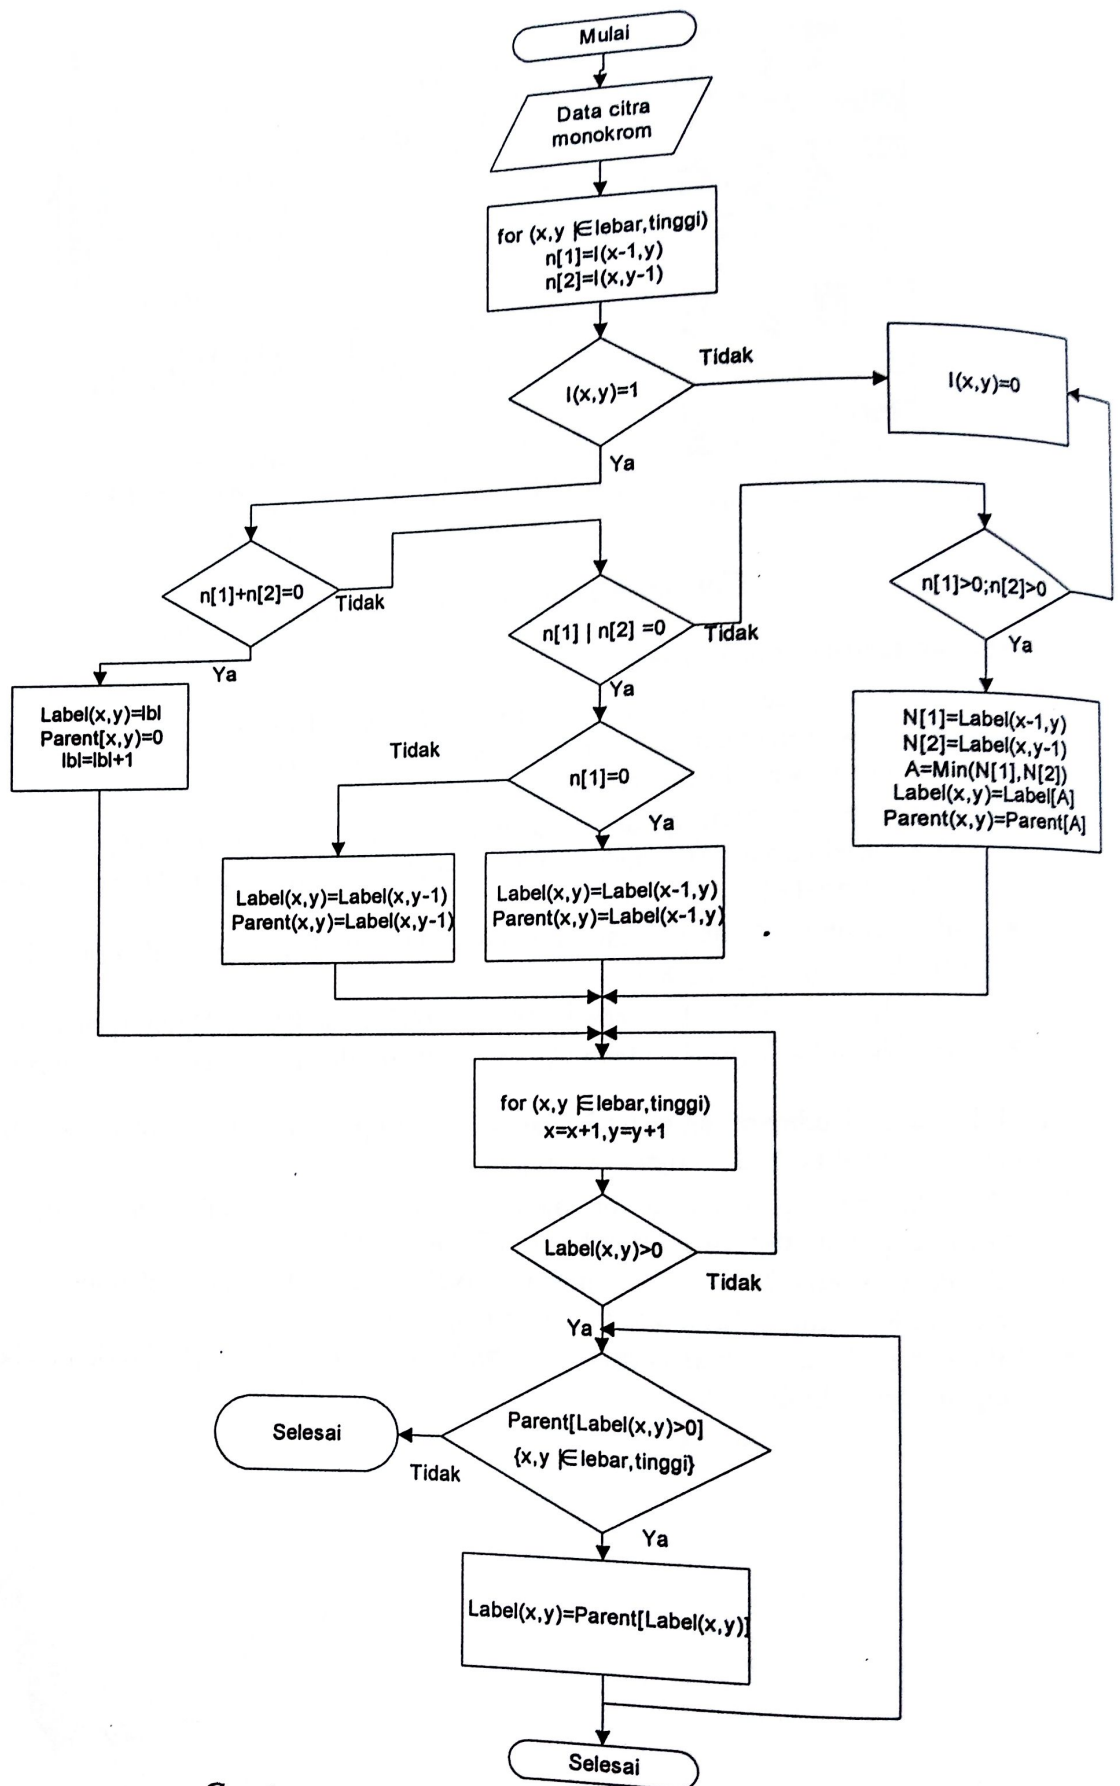 Mulai
Data citra
monokrom
for (x,y |∈lebar,tinggi)
n[1]=I(x-1,y)
n[2]=I(x,y-1)
I(x,y)=1
Tidak
I(x,y)=0
Ya
n[1]+n[2]=0
Tidak
Ya
n[1] | n[2] =0
Tidak
Ya
n[1]>0;n[2]>0
Ya
Label(x,y)=lbl
Parent[x,y)=0
lbl=lbl+1
n[1]=0
Tidak
Ya
N[1]=Label(x-1,y)
N[2]=Label(x,y-1)
A=Min(N[1],N[2])
Label(x,y)=Label[A]
Parent(x,y)=Parent[A]
Label(x,y)=Label(x,y-1)
Parent(x,y)=Label(x,y-1)
Label(x,y)=Label(x-1,y)
Parent(x,y)=Label(x-1,y)
for (x,y |∈lebar,tinggi)
x=x+1,y=y+1
Label(x,y)>0
Tidak
Ya
Parent[Label(x,y)>0]
{x,y |∈lebar,tinggi}
Selesai
Tidak
Ya
Label(x,y)=Parent[Label(x,y)]
Selesai